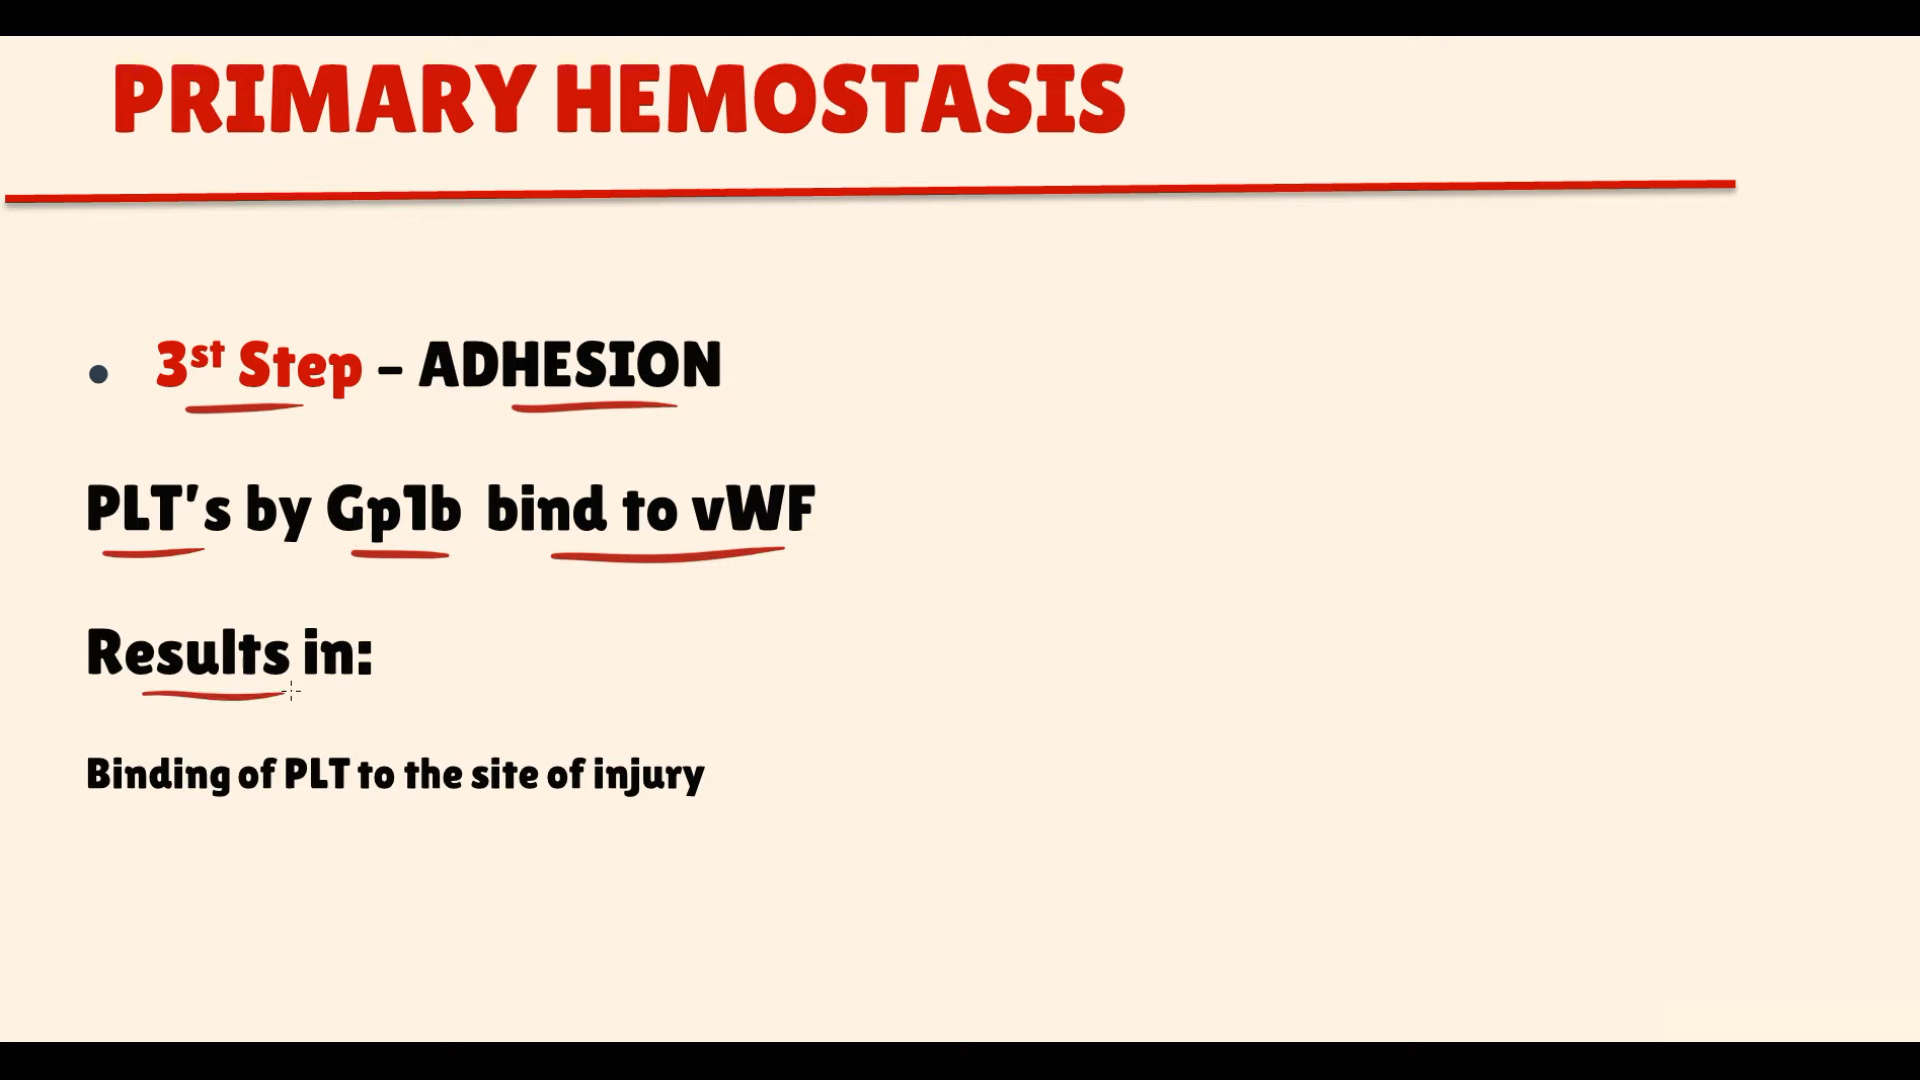 PRIMARY HEMOSTASIS
• 3st Step – ADHESION
PLT's by Gp1b bind to vWF
Results in:
Binding of PLT to the site of injury